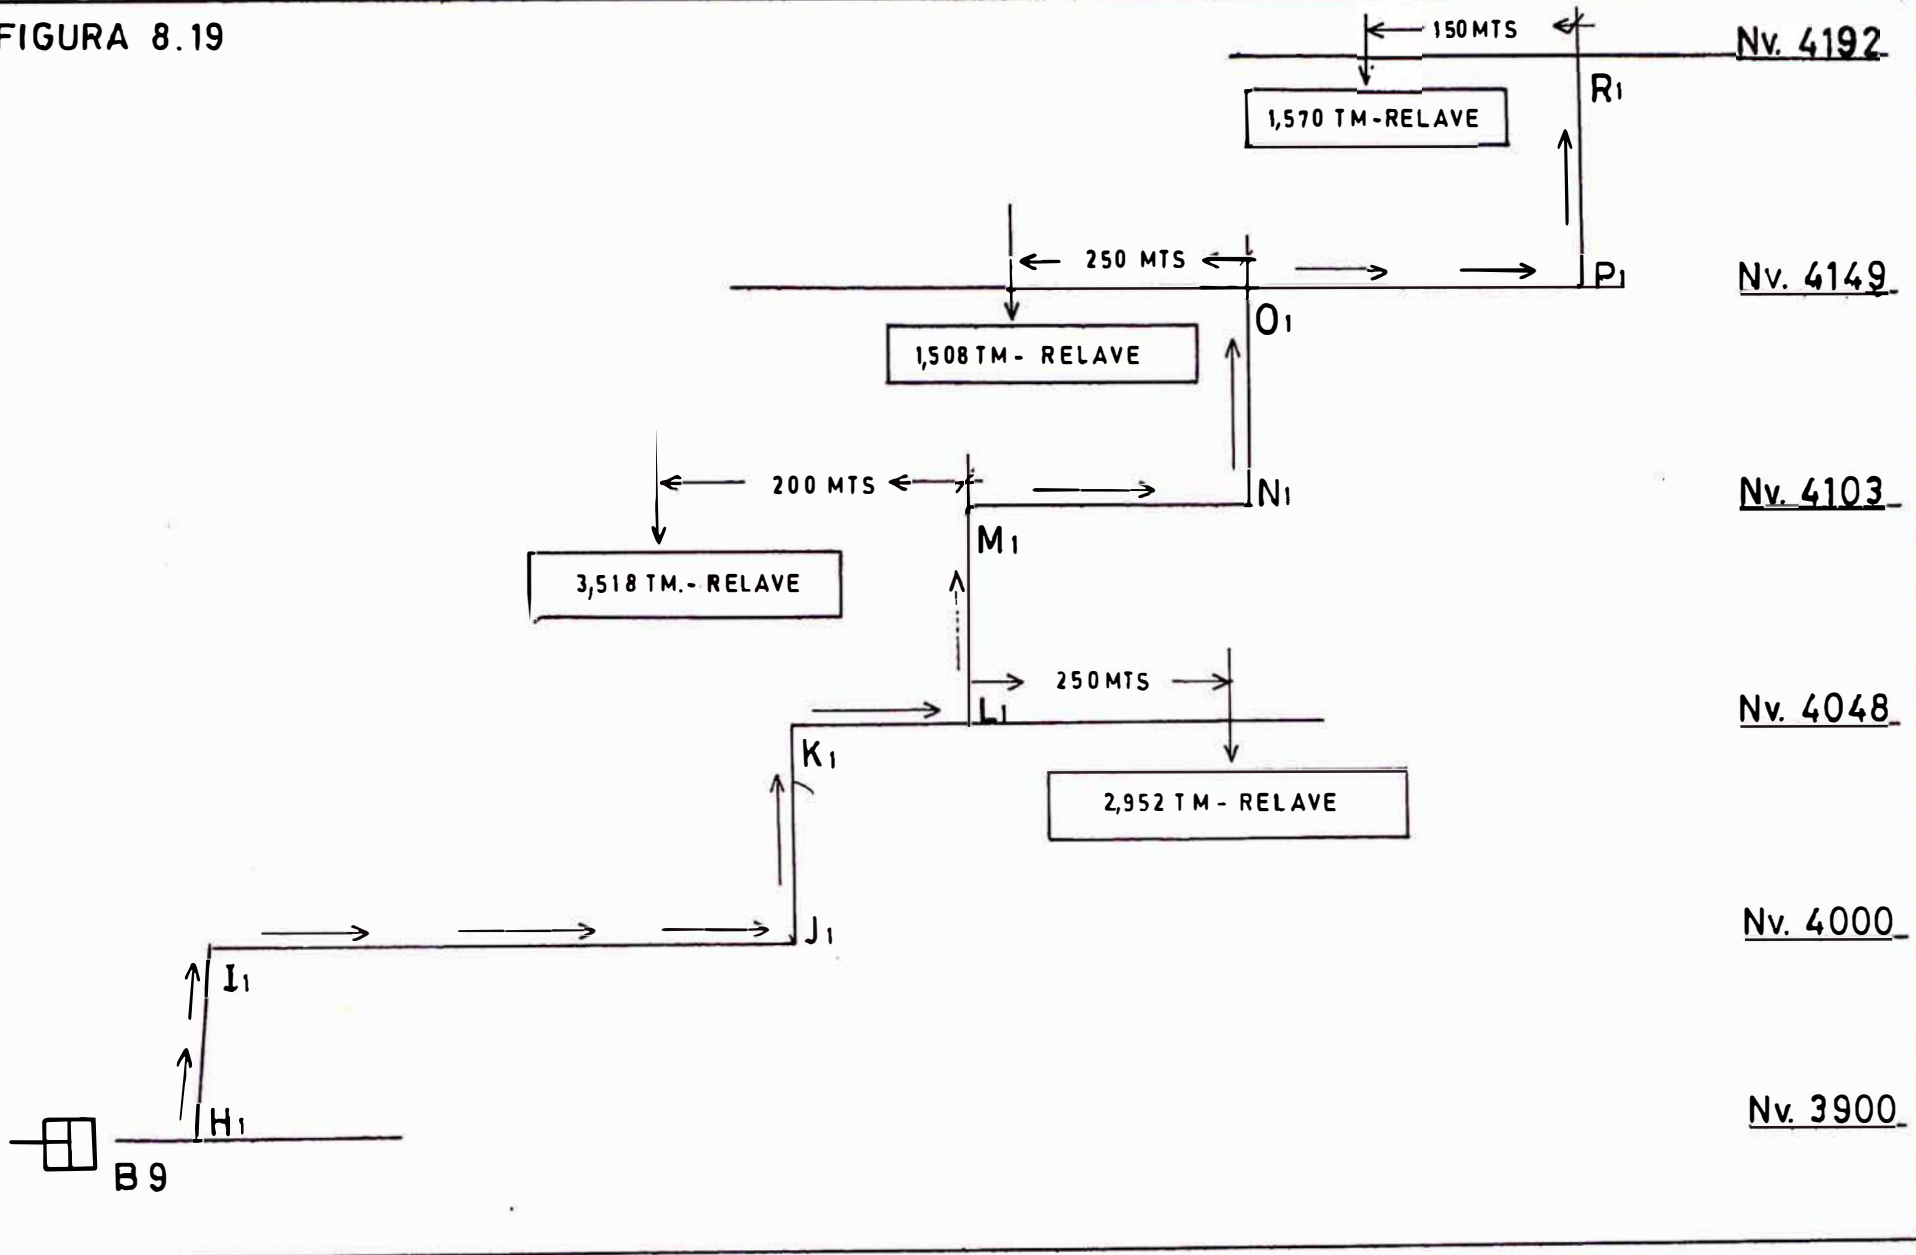 FIGURA 8.19
150 MTS
Nv. 4192
R1
1,570 TM-RELAVE
250 MTS
P1
Nv. 4149
O1
1,508 TM- RELAVE
200 MTS
N1
Nv. 4103
M1
3,518 TM.- RELAVE
250 MTS
L1
Nv. 4048
K1
2,952 TM - RELAVE
J1
Nv. 4000
I1
H1
Nv. 3900
B9